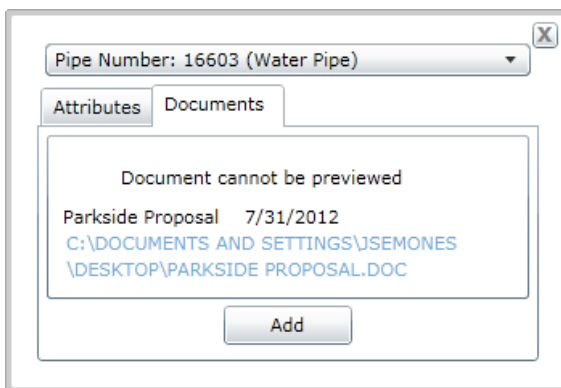 X
Pipe Number: 16603 (Water Pipe)
Attributes Documents
Document cannot be previewed
Parkside Proposal 7/31/2012
C:\DOCUMENTS AND SETTINGS\JSEMONES
\DESKTOP\PARKSIDE PROPOSAL.DOC
Add